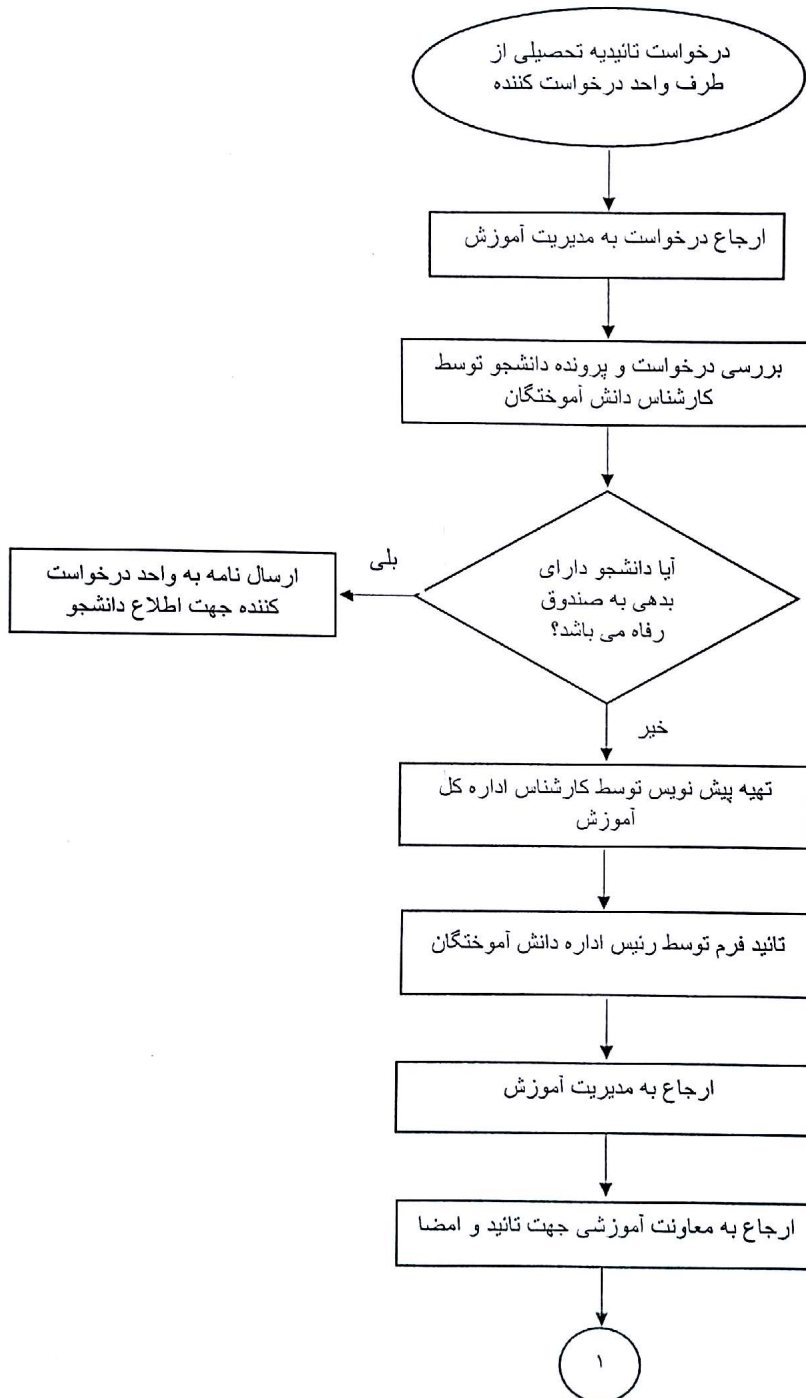 درخواست تائیدیه تحصیلی از
طرف واحد درخواست کننده
ارجاع درخواست به مدیریت آموزش
بررسی درخواست و پرونده دانشجو توسط
کارشناس دانش آموختگان
آیا دانشجو دارای
بدهی به صندوق
رفاه می باشد؟
بلی
ارسال نامه به واحد درخواست
کننده جهت اطلاع دانشجو
خیر
تهیه پیش نویس توسط کارشناس اداره کل
آموزش
تائید فرم توسط رئیس اداره دانش آموختگان
ارجاع به مدیریت آموزش
ارجاع به معاونت آموزشی جهت تائید و امضا
۱